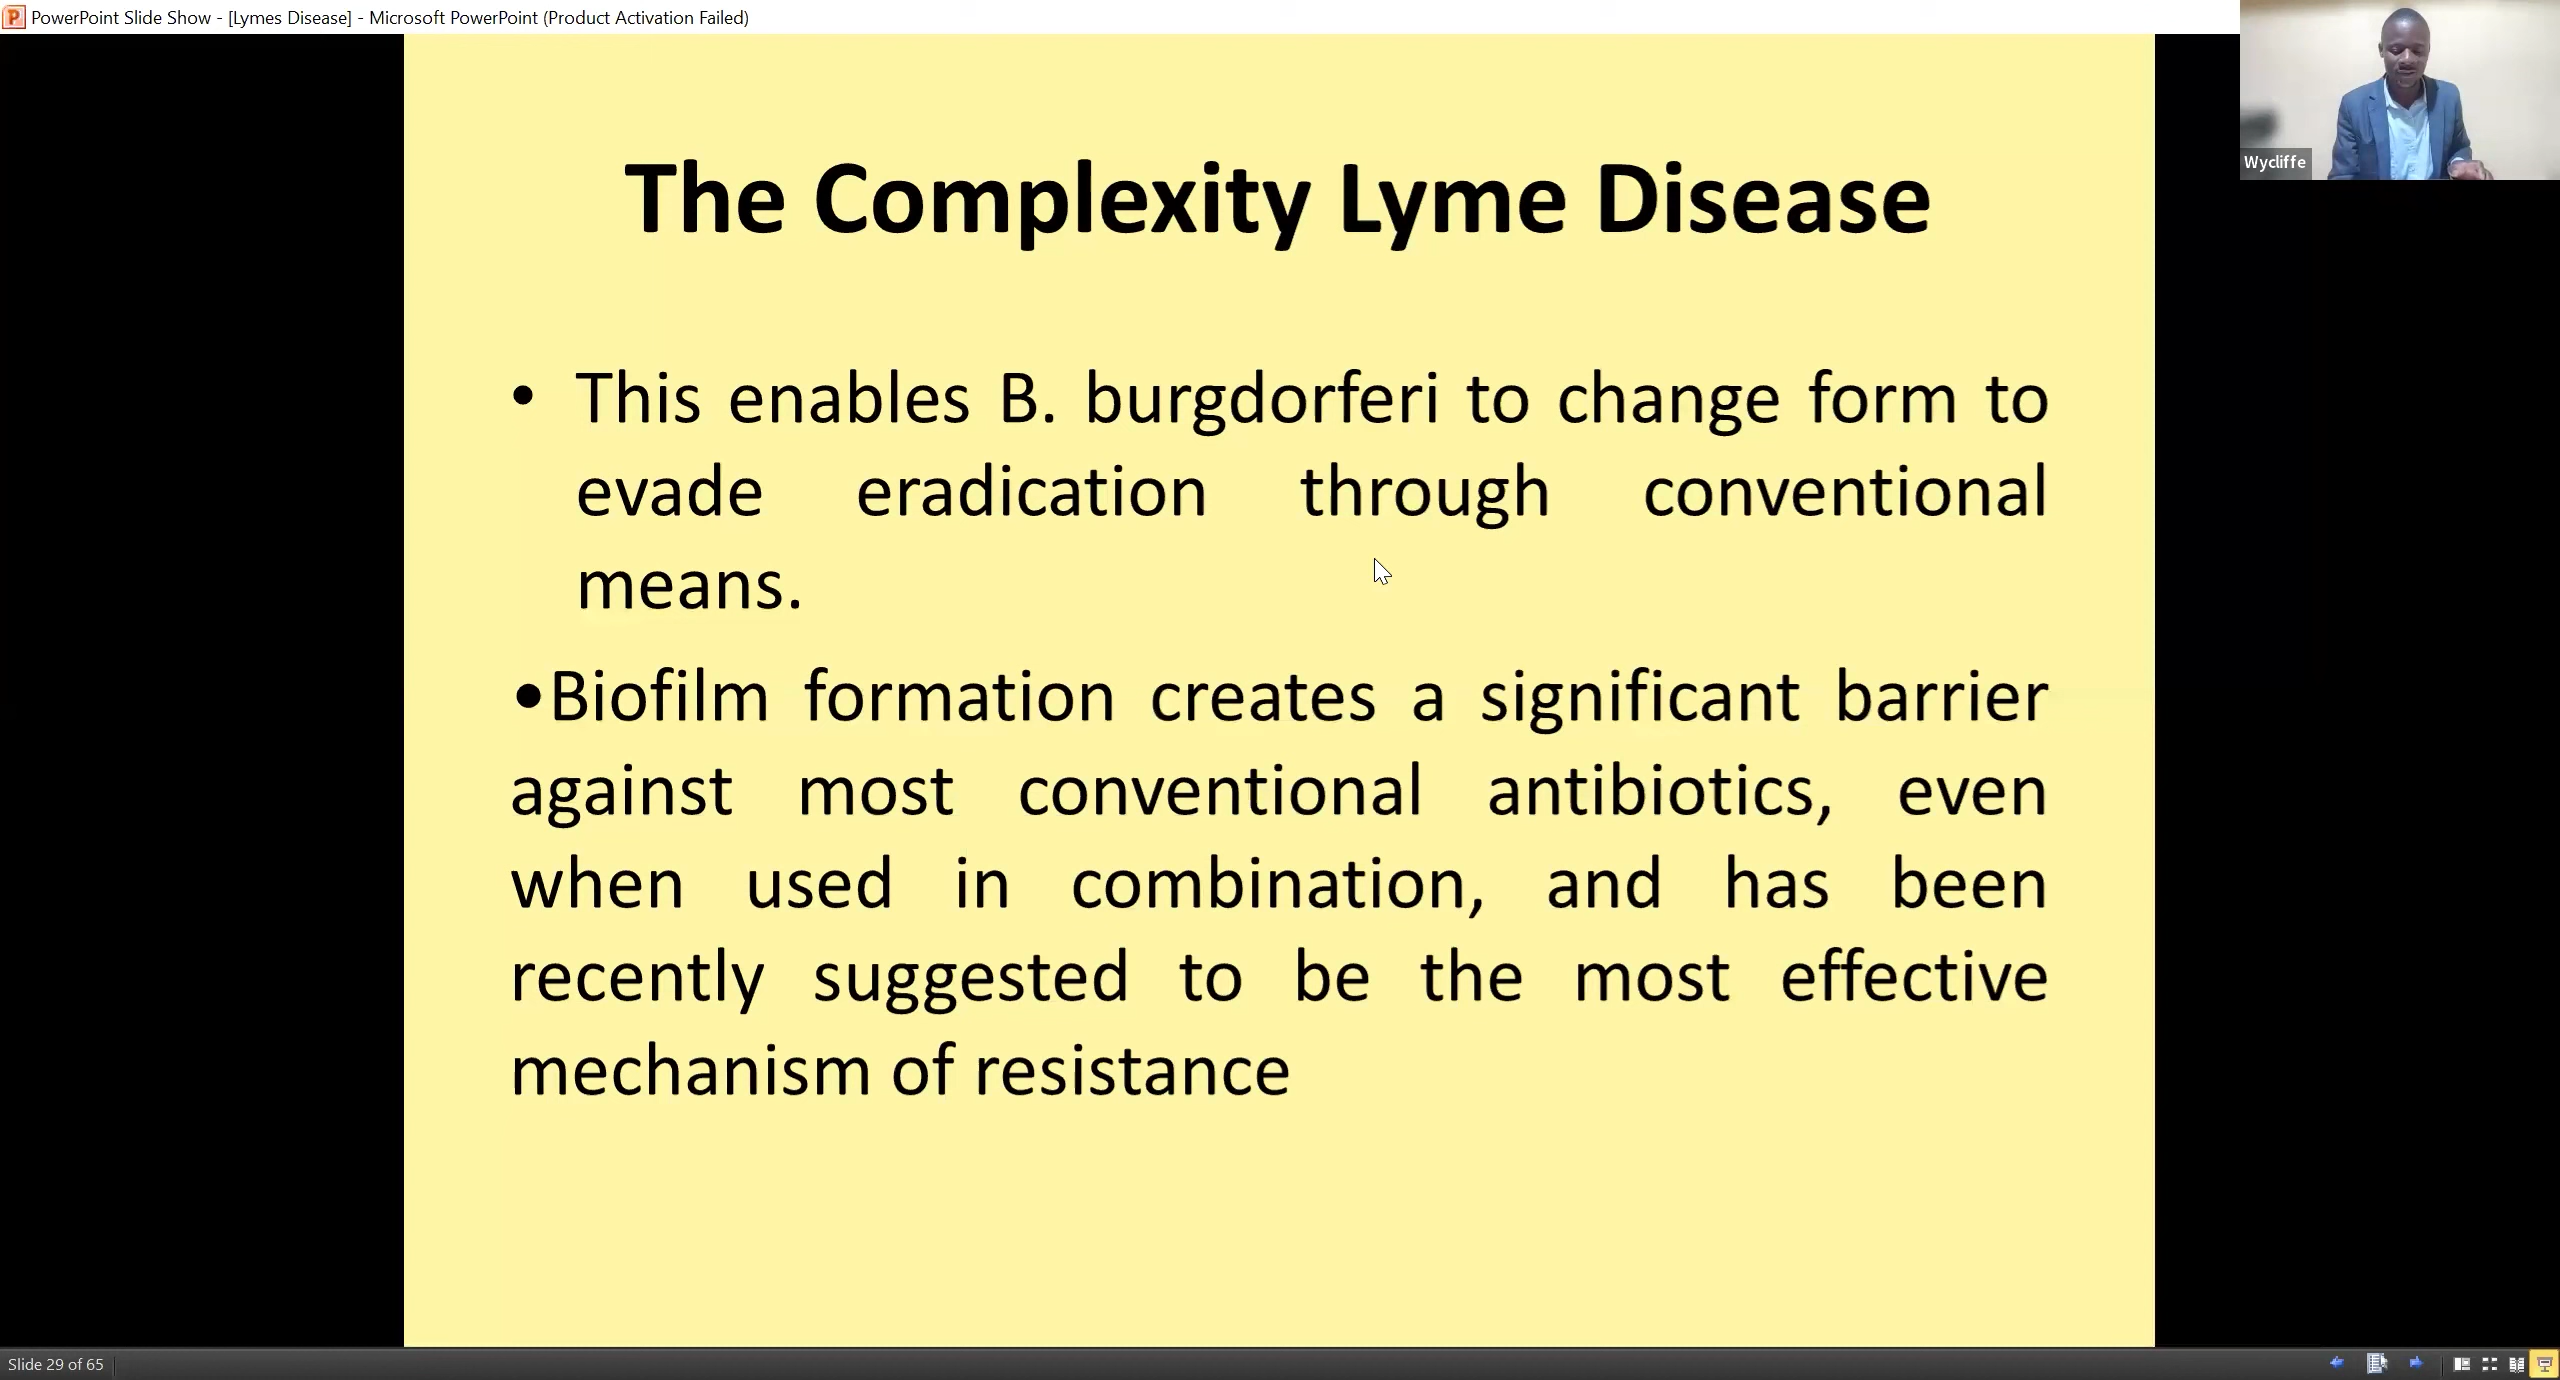 PowerPoint Slide Show - [Lymes Disease] - Microsoft PowerPoint (Product Activation Failed)
Wycliffe
The Complexity Lyme Disease
• This enables B. burgdorferi to change form to
evade eradication through conventional
means.
•Biofilm formation creates a significant barrier
against most conventional antibiotics, even
when used in combination, and has been
recently suggested to be the most effective
mechanism of resistance
Slide 29 of 65